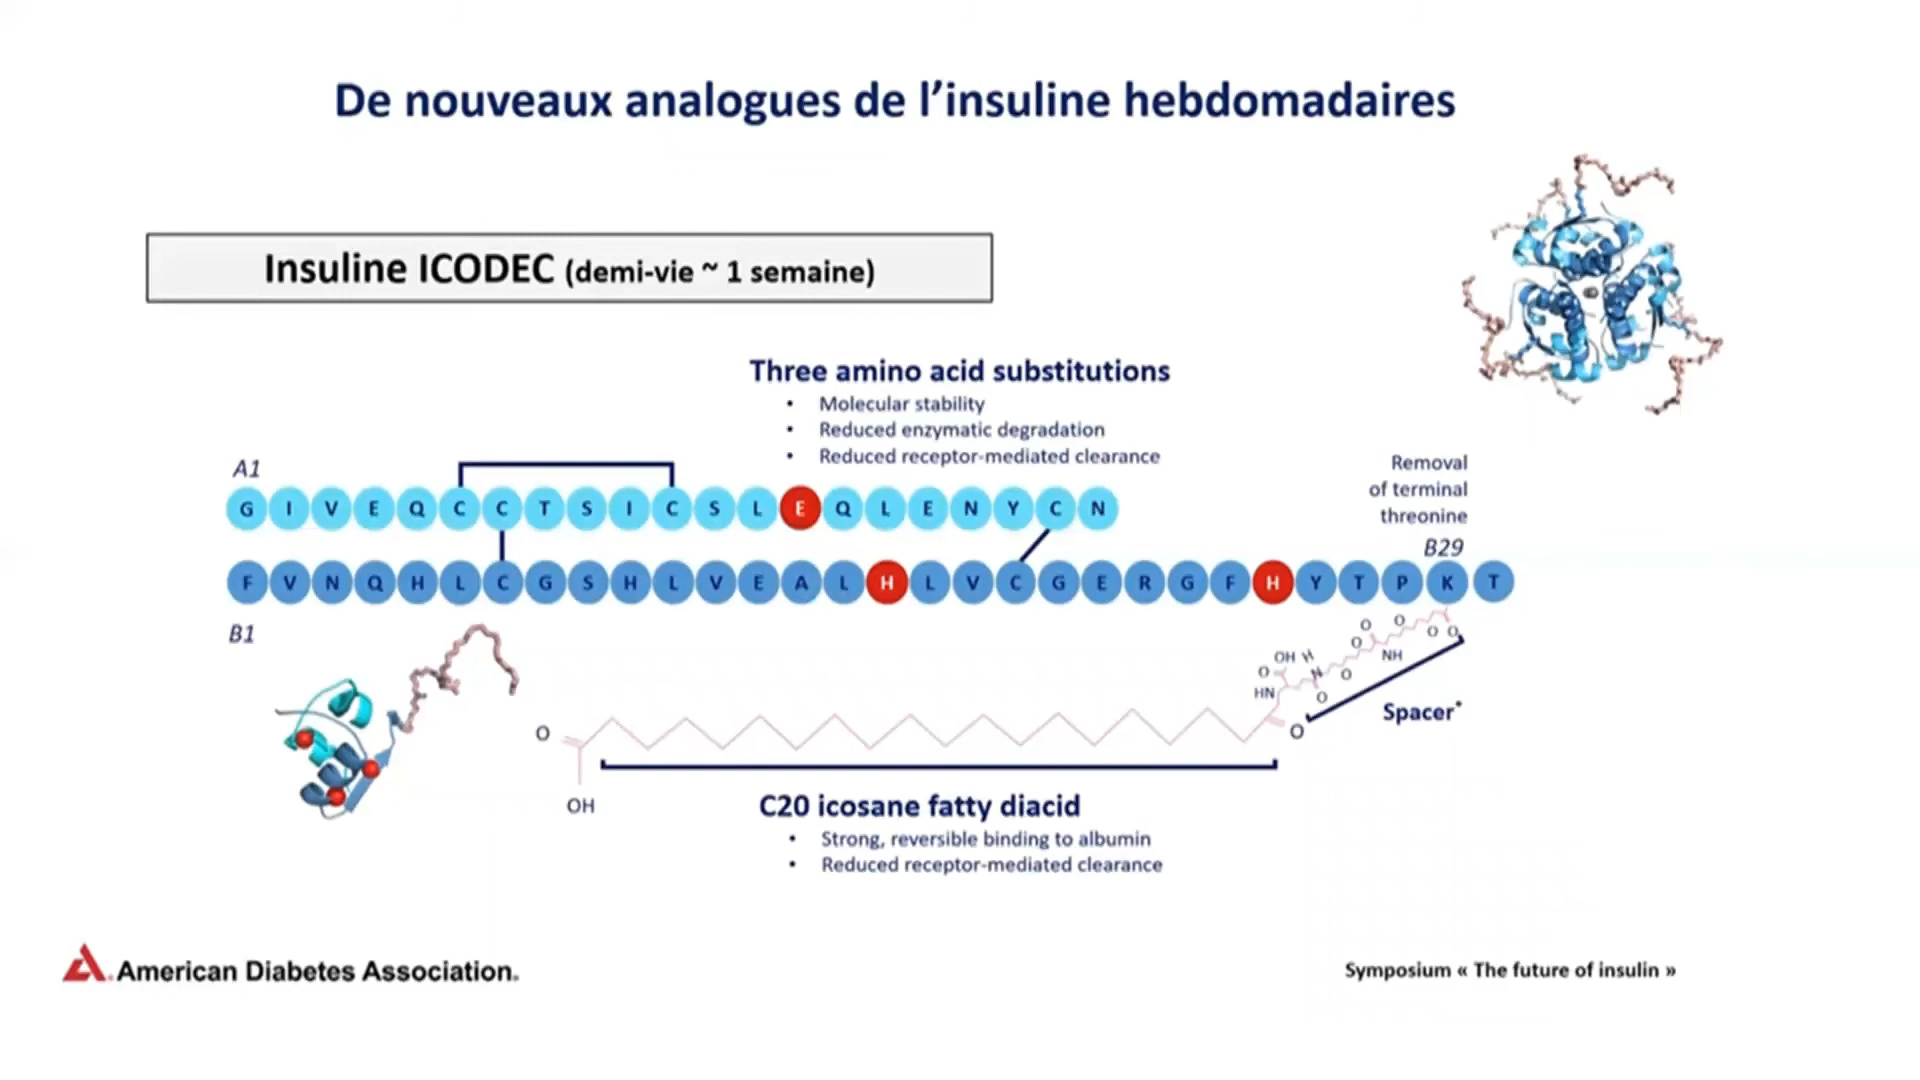 De nouveaux analogues de l’insuline hebdomadaires
Insuline ICODEC (demi-vie ~ 1 semaine)
Three amino acid substitutions
• Molecular stability
• Reduced enzymatic degradation
• Reduced receptor-mediated clearance
A1
G I V E Q C C T S I C S L E Q L E N Y C N
Removal
of terminal
threonine
B29
F V N Q H L C G S H L V E A L H L V C G E R G F H Y T P K T
B1
O O O O
O NH
OH H N O
O
HN O
Spacer*
O O
OH
C20 icosane fatty diacid
• Strong, reversible binding to albumin
• Reduced receptor-mediated clearance
American Diabetes Association.
Symposium « The future of insulin »